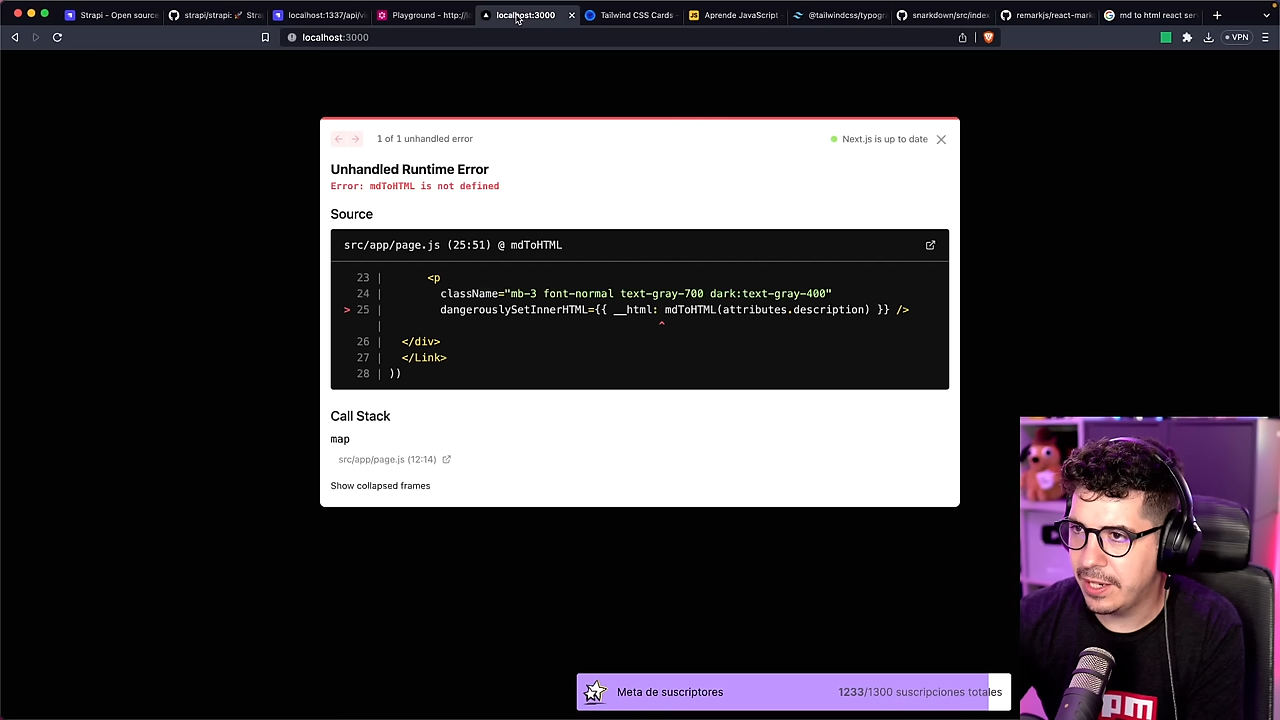 Strapi - Open source
strapi/strapi: 🚀 Stra
localhost:1337/api/vi
Playground - http://lo
localhost:3000
Tailwind CSS Cards -
Aprende JavaScript
@tailwindcss/typogr
snarkdown/src/index
remarkjs/react-mark
md to html react serv
localhost:3000
VPN
1 of 1 unhandled error
Next.js is up to date
Unhandled Runtime Error
Error: mdToHTML is not defined
Source
src/app/page.js (25:51) @ mdToHTML
23 | <p
24 | className="mb-3 font-normal text-gray-700 dark:text-gray-400"
> 25 | dangerouslySetInnerHTML={{ __html: mdToHTML(attributes.description) }} />
| ^
26 | </div>
27 | </Link>
28 | ))
Call Stack
map
src/app/page.js (12:14)
Show collapsed frames
Meta de suscriptores
1233/1300 suscripciones totales
pm